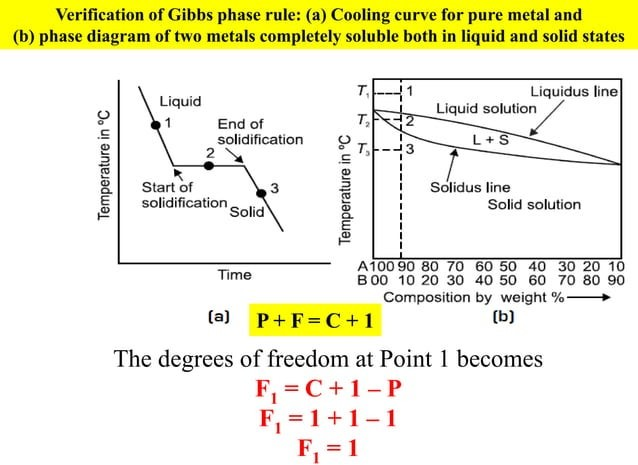 Verification of Gibbs phase rule: (a) Cooling curve for pure metal and
(b) phase diagram of two metals completely soluble both in liquid and solid states
Temperature in ºC
Liquid
1
End of
solidification
2
Start of
solidification
3
Solid
Time
(a)
Temperature in ºC
T₁
1
Liquidus line
Liquid solution
T₂
2
L + S
T₃
3
Solidus line
Solid solution
A100 90 80 70 60 50 40 30 20 10
B00 10 20 30 40 50 60 70 80 90
Composition by weight %
(b)
P + F = C + 1
The degrees of freedom at Point 1 becomes
F₁ = C + 1 – P
F₁ = 1 + 1 – 1
F₁ = 1